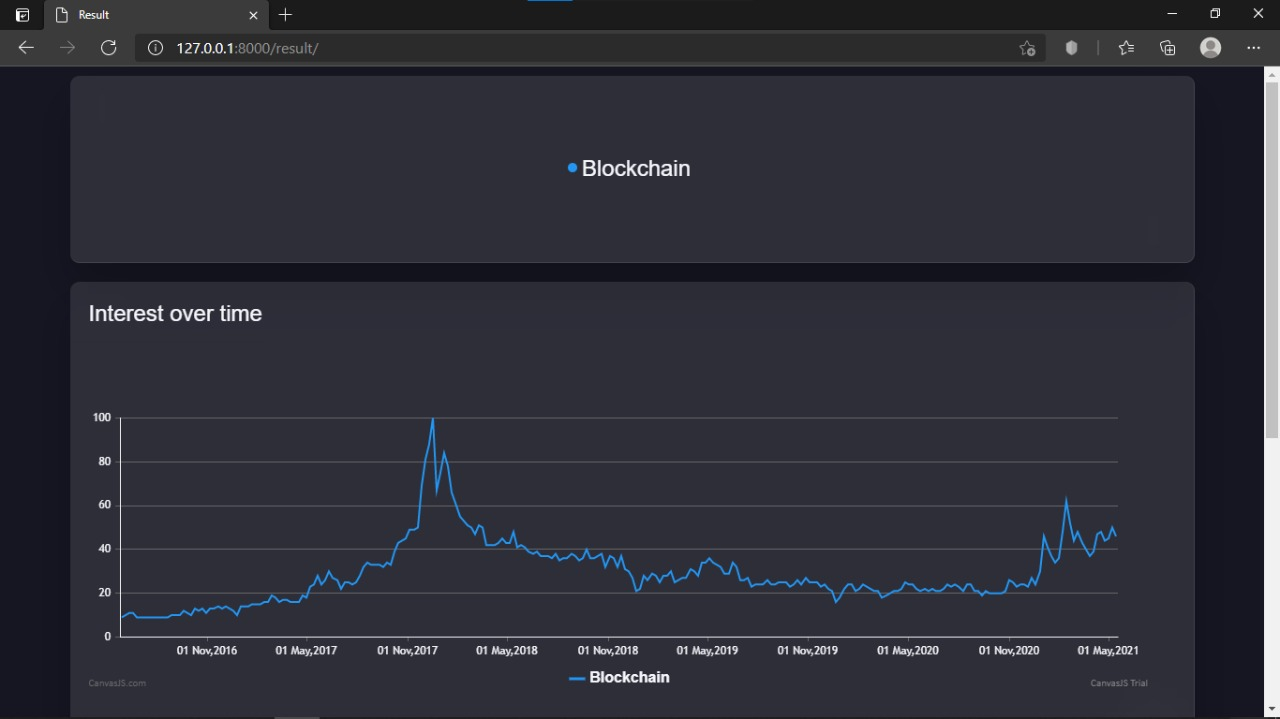 Result
127.0.0.1:8000/result/
Blockchain
Interest over time
100
80
60
40
20
0
01 Nov,2016 01 May,2017 01 Nov,2017 01 May,2018 01 Nov,2018 01 May,2019 01 Nov,2019 01 May,2020 01 Nov,2020 01 May,2021
Blockchain
CanvasJS.com CanvasJS Trial